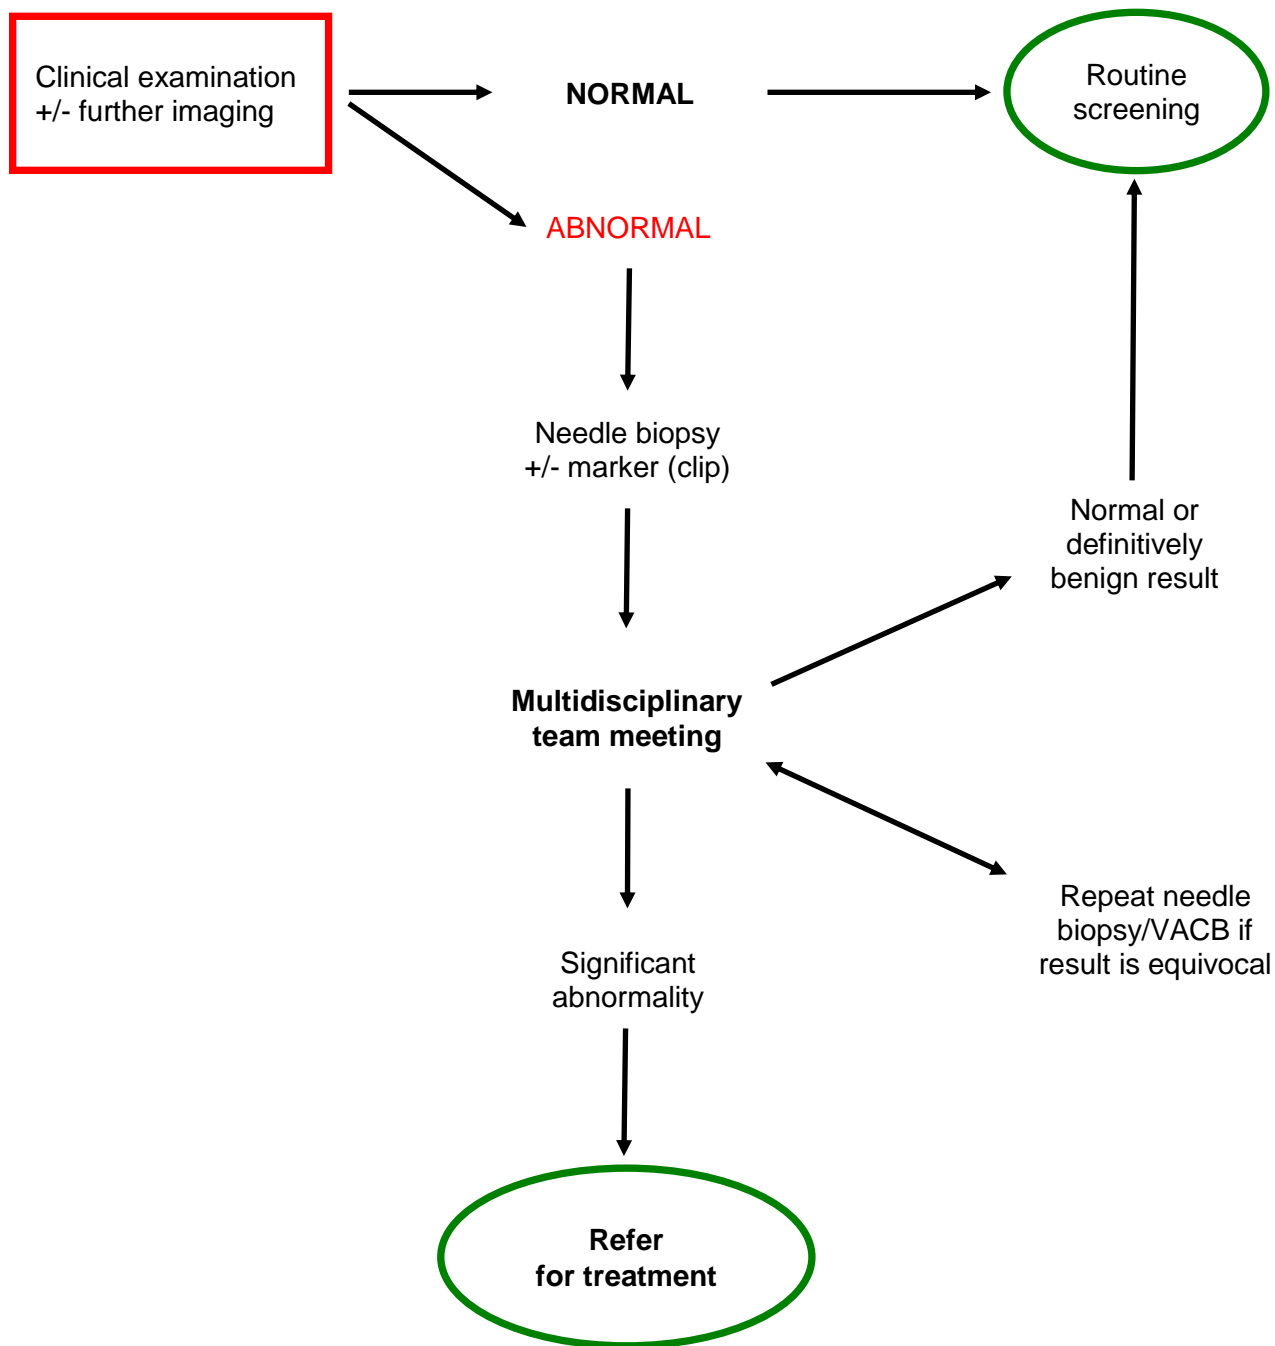 Clinical examination
+/- further imaging
NORMAL
Routine
screening
ABNORMAL
Needle biopsy
+/- marker (clip)
Normal or
definitively
benign result
Multidisciplinary
team meeting
Repeat needle
biopsy/VACB if
result is equivocal
Significant
abnormality
Refer
for treatment